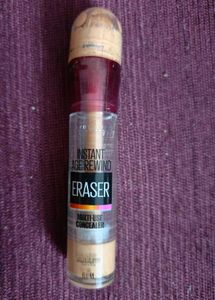 INSTANT
AGE REWIND
ERASER
MULTI-USE
CONCEALER